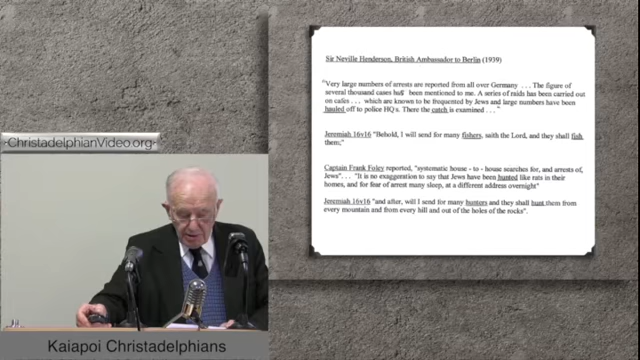 Sir Neville Henderson, British Ambassador to Berlin (1939)
"Very large numbers of arrests are reported from all over Germany . . . The figure of
several thousand cases has been mentioned to me. A series of raids has been carried out
on cafes . . . which are known to be frequented by Jews and large numbers have been
hauled off to police HQs. There the catch is examined . . ."
Jeremiah 16v16 "Behold, I will send for many fishers, saith the Lord, and they shall fish
them;"
Captain Frank Foley reported, "systematic house - to - house searches for, and arrests of,
Jews". . . "It is no exaggeration to say that Jews have been hunted like rats in their
homes, and for fear of arrest many sleep, at a different address overnight"
Jeremiah 16v16 "and after, will I send for many hunters and they shall hunt them from
every mountain and from every hill and out of the holes of the rocks".
ChristadelphianVideo.org
Kaiapoi Christadelphians